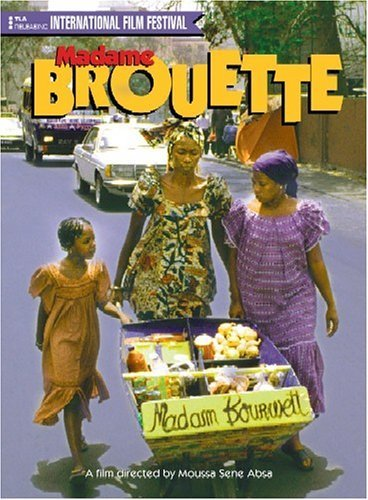 TLA
RELEASING
INTERNATIONAL FILM FESTIVAL
Madame
BROUETTE
Madam Bourwett
A film directed by Moussa Sene Absa